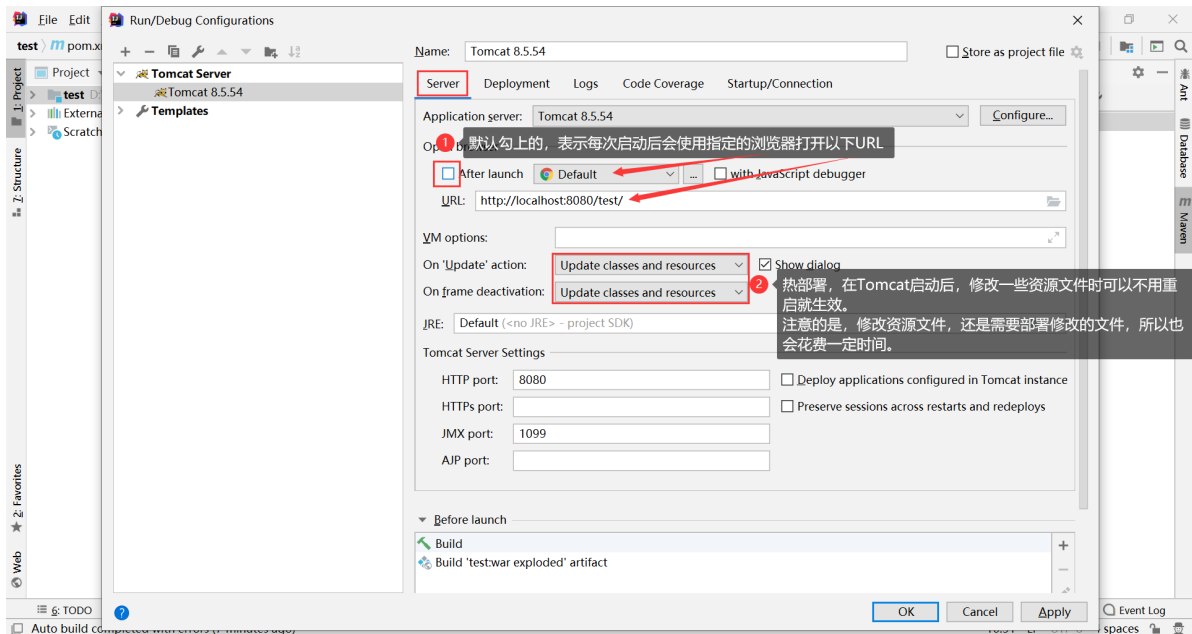 File Edit
Run/Debug Configurations
test
pom.x
Name: Tomcat 8.5.54
Store as project file
1: Project
Project
Tomcat Server
Tomcat 8.5.54
Templates
test
Externa
Scratch
Server Deployment Logs Code Coverage Startup/Connection
Application server: Tomcat 8.5.54 Configure...
1 默认勾上的，表示每次启动后会使用指定的浏览器打开以下URL
After launch Default ... with JavaScript debugger
URL: http://localhost:8080/test/
VM options:
On 'Update' action: Update classes and resources Show dialog
On frame deactivation: Update classes and resources
2 热部署，在Tomcat启动后，修改一些资源文件时可以不用重
启就生效。
注意的是，修改资源文件，还是需要部署修改的文件，所以也
会花费一定时间。
JRE: Default (<no JRE> - project SDK)
Tomcat Server Settings
HTTP port: 8080 Deploy applications configured in Tomcat instance
HTTPs port: Preserve sessions across restarts and redeploys
JMX port: 1099
AJP port:
Before launch
Build
Build 'test:war exploded' artifact
OK Cancel Apply
7: Structure
2: Favorites
Web
Ant
Database
Maven
6: TODO
Event Log
Auto build completed with errors
spaces